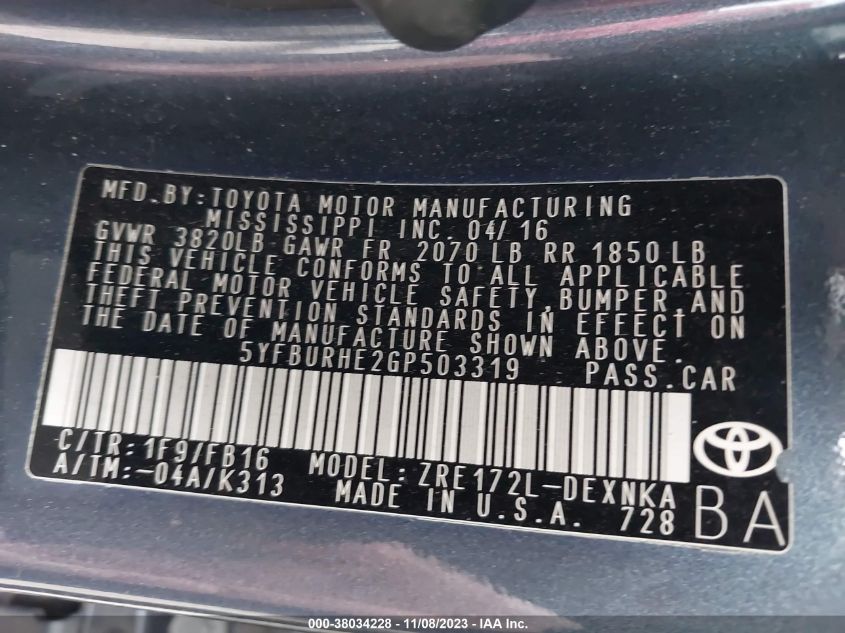 MFD.BY:TOYOTA MOTOR MANUFACTURING
MISSISSIPPI INC. 04/16
GVWR 3820LB GAWR FR 2070 LB RR 1850 LB
THIS VEHICLE CONFORMS TO ALL APPLICABLE
FEDERAL MOTOR VEHICLE SAFETY,BUMPER,AND
THEFT PREVENTION STANDARDS IN EFFECT ON
THE DATE OF MANUFACTURE SHOWN ABOVE.
5YFBURHE2GP503319 PASS.CAR
C/TR:1F9/FB16 MODEL:ZRE172L-DEXNKA
A/TM:-04A/K313 MADE IN U.S.A. 728
BA
000-38034228 - 11/08/2023 - IAA Inc.